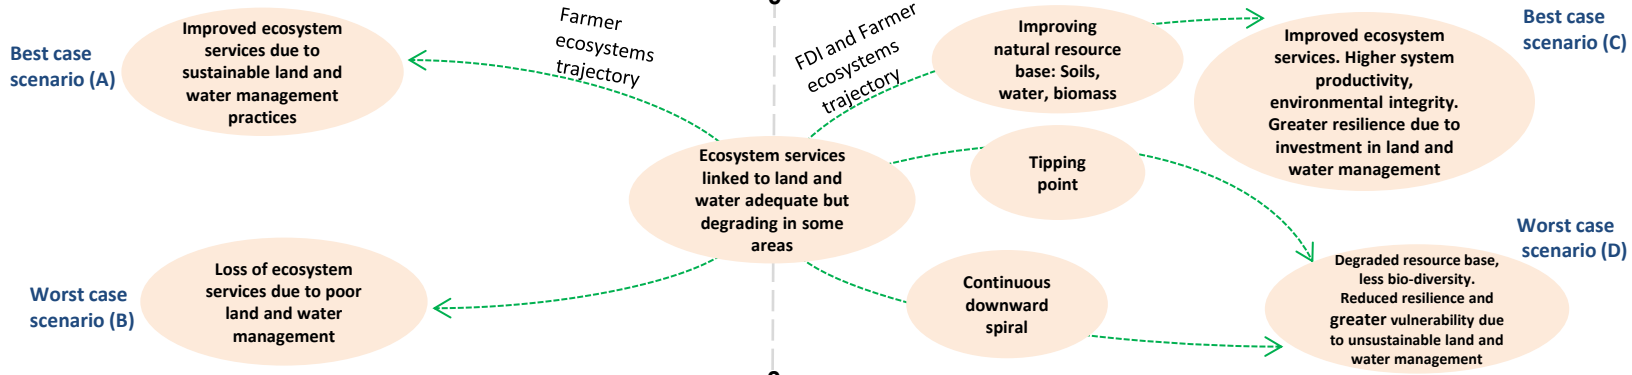 Best case
scenario (A)
Improved ecosystem
services due to
sustainable land and
water management
practices
Farmer
ecosystems
trajectory
FDI and Farmer
ecosystems
trajectory
Improving
natural resource
base: Soils,
water, biomass
Improved ecosystem
services. Higher system
productivity,
environmental integrity.
Greater resilience due to
investment in land and
water management
Best case
scenario (C)
Ecosystem services
linked to land and
water adequate but
degrading in some
areas
Tipping
point
Worst case
scenario (B)
Loss of ecosystem
services due to poor
land and water
management
Continuous
downward
spiral
Worst case
scenario (D)
Degraded resource base,
less bio-diversity.
Reduced resilience and
greater vulnerability due
to unsustainable land and
water management